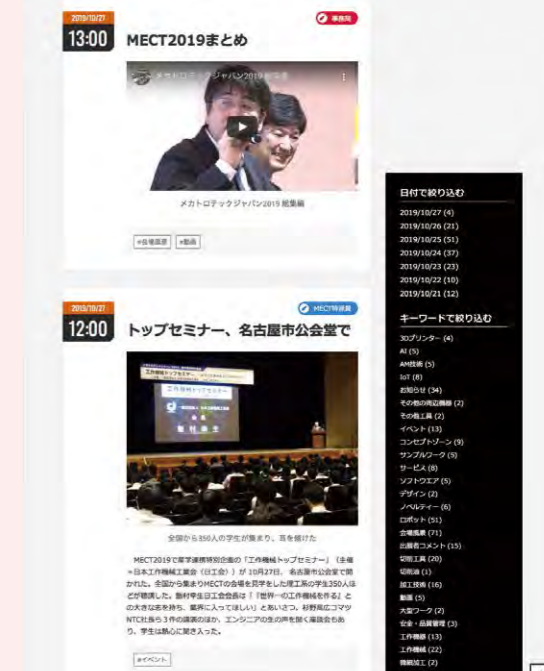 2019/10/27
13:00
事務局
MECT2019まとめ
メカトロテックジャパン2019 総集編
メカトロテックジャパン2019 総集編
#会場風景 #動画
2019/10/27
12:00
MECT特派員
トップセミナー、名古屋市公会堂で
工作機械トップセミナー
全国から350人の学生が集まり、耳を傾けた
MECT2019で産学連携特別企画の「工作機械トップセミナー」（主催
＝日本工作機械工業会（日工会））が10月27日、名古屋市公会堂で開
かれた。全国から集まりMECTの会場を見学をした理工系の学生350人ほ
どが聴講した。飯村幸生日工会会長は「『世界一の工作機械を作る』と
の大きな志を持ち、業界に入ってほしい」とあいさつ。杉野高広コマツ
NTC社長ら3件の講演のほか、エンジニアの生の声を聞く座談会もあ
り、学生は熱心に聞き入った。
#イベント
日付で絞り込む
2019/10/27 (4)
2019/10/26 (21)
2019/10/25 (51)
2019/10/24 (37)
2019/10/23 (23)
2019/10/22 (10)
2019/10/21 (12)
キーワードで絞り込む
3Dプリンター (4)
AI (5)
AM技術 (5)
IoT (8)
お知らせ (34)
その他の周辺機器 (2)
その他工具 (2)
イベント (13)
コンセプトゾーン (9)
サンプルワーク (5)
サービス (8)
ソフトウエア (5)
デザイン (2)
ノベルティー (6)
ロボット (51)
会場風景 (71)
出展者コメント (15)
切削工具 (20)
切削油 (1)
加工技術 (16)
動画 (5)
大型ワーク (2)
安全・品質管理 (3)
工作機器 (13)
工作機械 (22)
微細加工 (2)